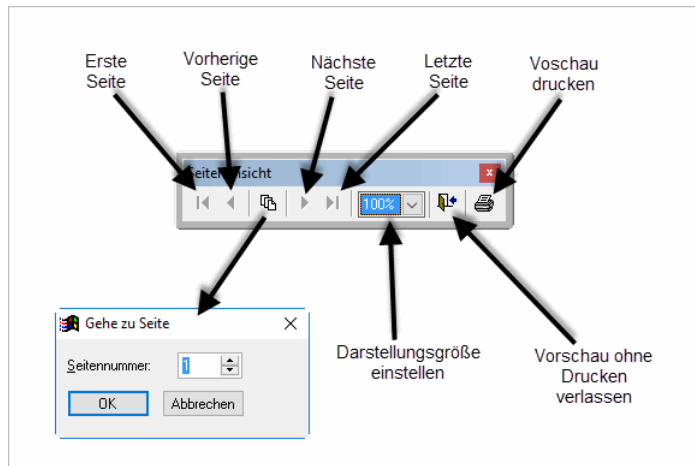 Erste
Seite
Vorherige
Seite
Nächste
Seite
Letzte
Seite
Voschau
drucken
Seitenansicht
100%
Gehe zu Seite
Seitennummer:
1
OK
Abbrechen
Darstellungsgröße
einstellen
Vorschau ohne
Drucken
verlassen